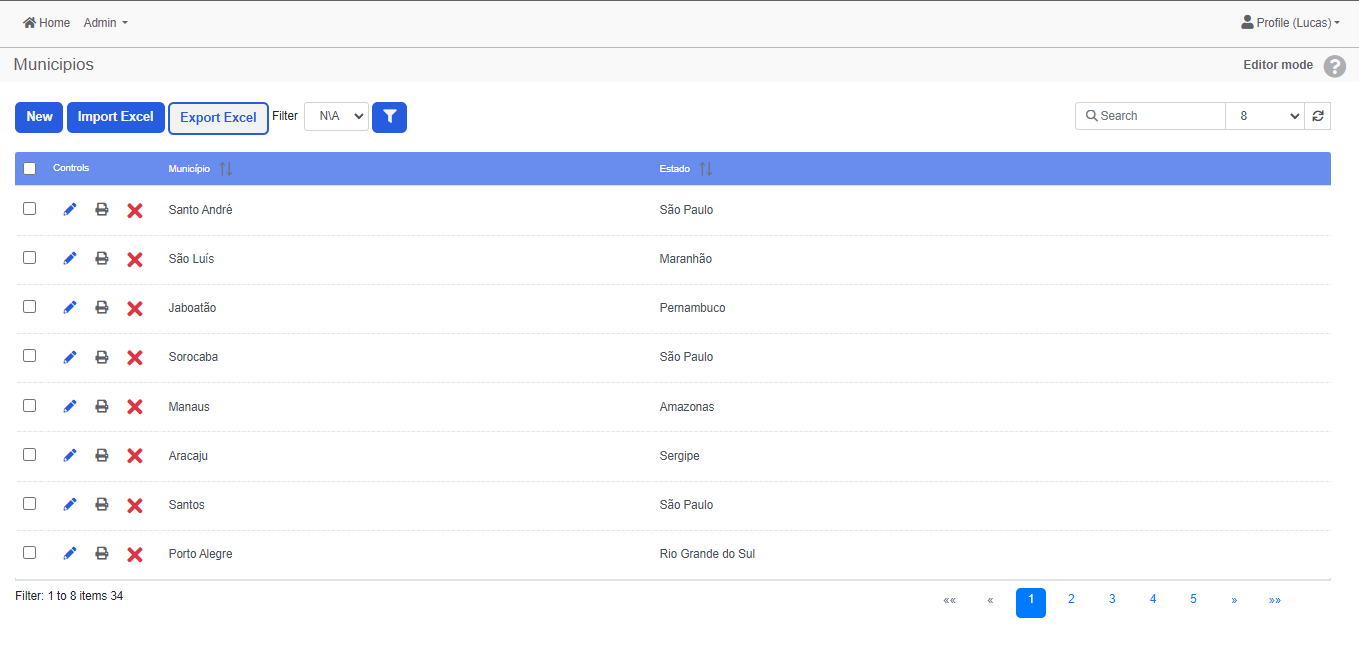 Home Admin Profile (Lucas)
Municipios Editor mode ?
New Import Excel Export Excel Filter N\A Search 8
Controls Município Estado
Santo André São Paulo
São Luís Maranhão
Jaboatão Pernambuco
Sorocaba São Paulo
Manaus Amazonas
Aracaju Sergipe
Santos São Paulo
Porto Alegre Rio Grande do Sul
Filter: 1 to 8 items 34 «« « 1 2 3 4 5 » »»